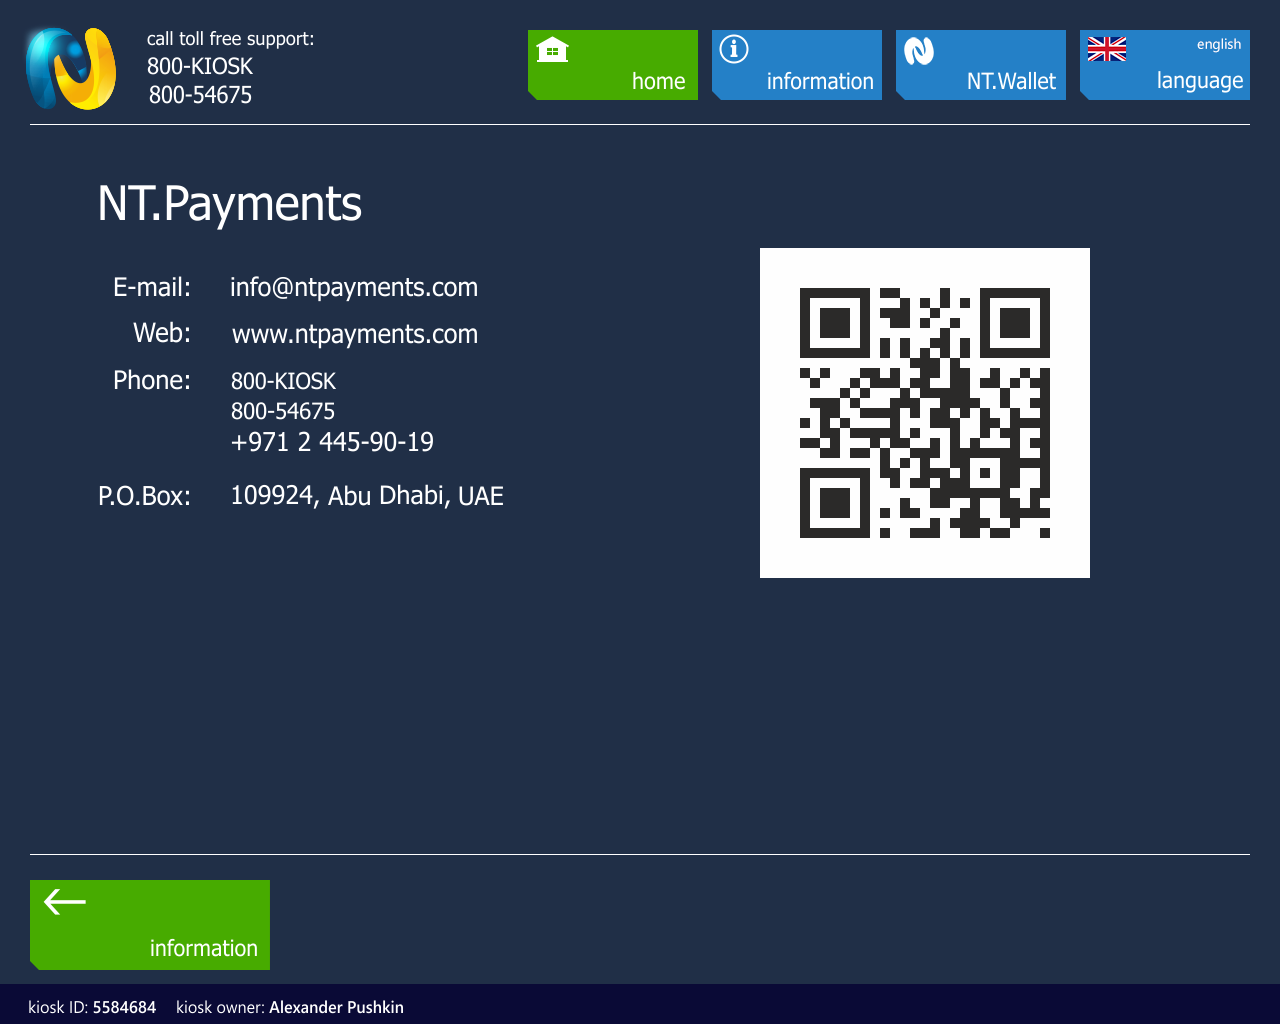 call toll free support:
800-KIOSK
800-54675
home
information
NT.Wallet
english
language
NT.Payments
E-mail: info@ntpayments.com
Web: www.ntpayments.com
Phone: 800-KIOSK
800-54675
+971 2 445-90-19
P.O.Box: 109924, Abu Dhabi, UAE
information
kiosk ID: 5584684 kiosk owner: Alexander Pushkin